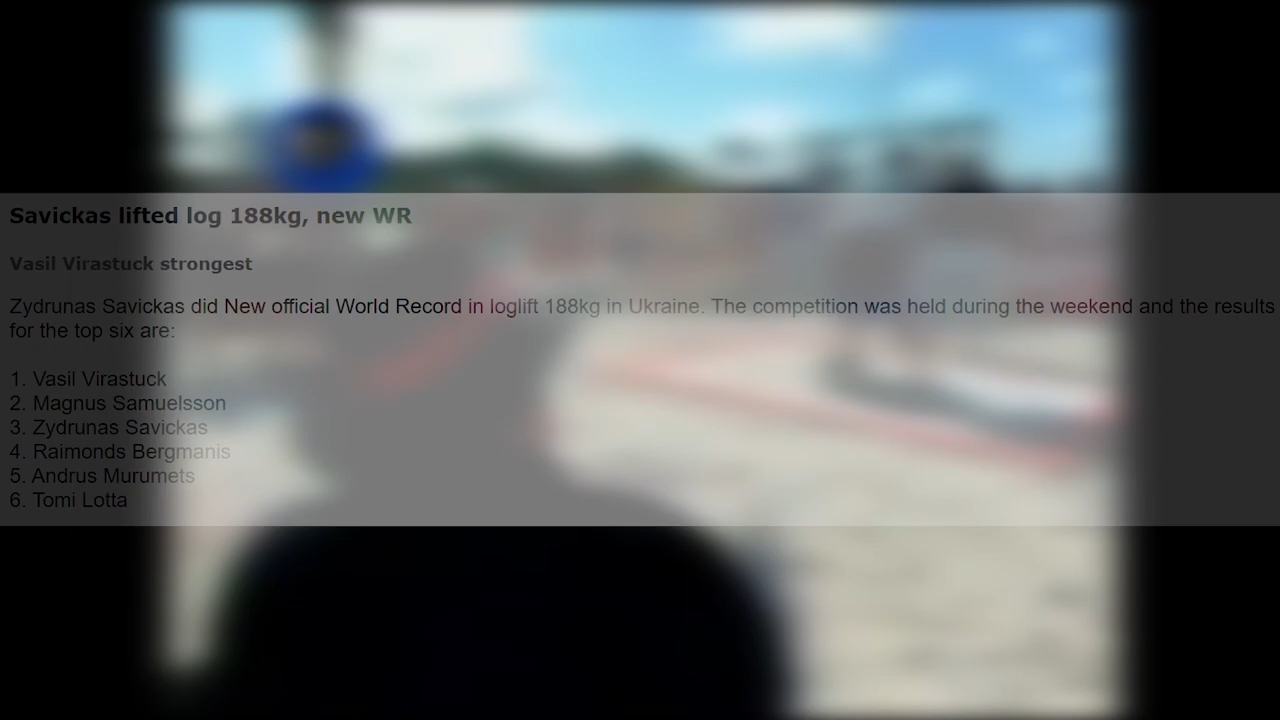 Savickas lifted log 188kg, new WR
Vasil Virastuck strongest
Zydrunas Savickas did New official World Record in loglift 188kg in Ukraine. The competition was held during the weekend and the results
for the top six are:
1. Vasil Virastuck
2. Magnus Samuelsson
3. Zydrunas Savickas
4. Raimonds Bergmanis
5. Andrus Murumets
6. Tomi Lotta